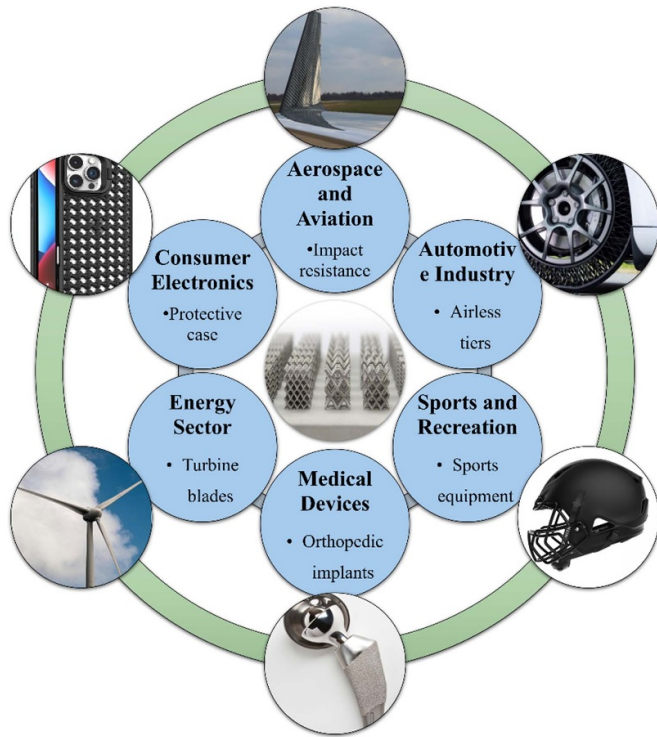 Aerospace
and
Aviation
•Impact
resistance
Automotiv
e Industry
• Airless
tiers
Sports and
Recreation
• Sports
equipment
Medical
Devices
• Orthopedic
implants
Energy
Sector
• Turbine
blades
Consumer
Electronics
•Protective
case